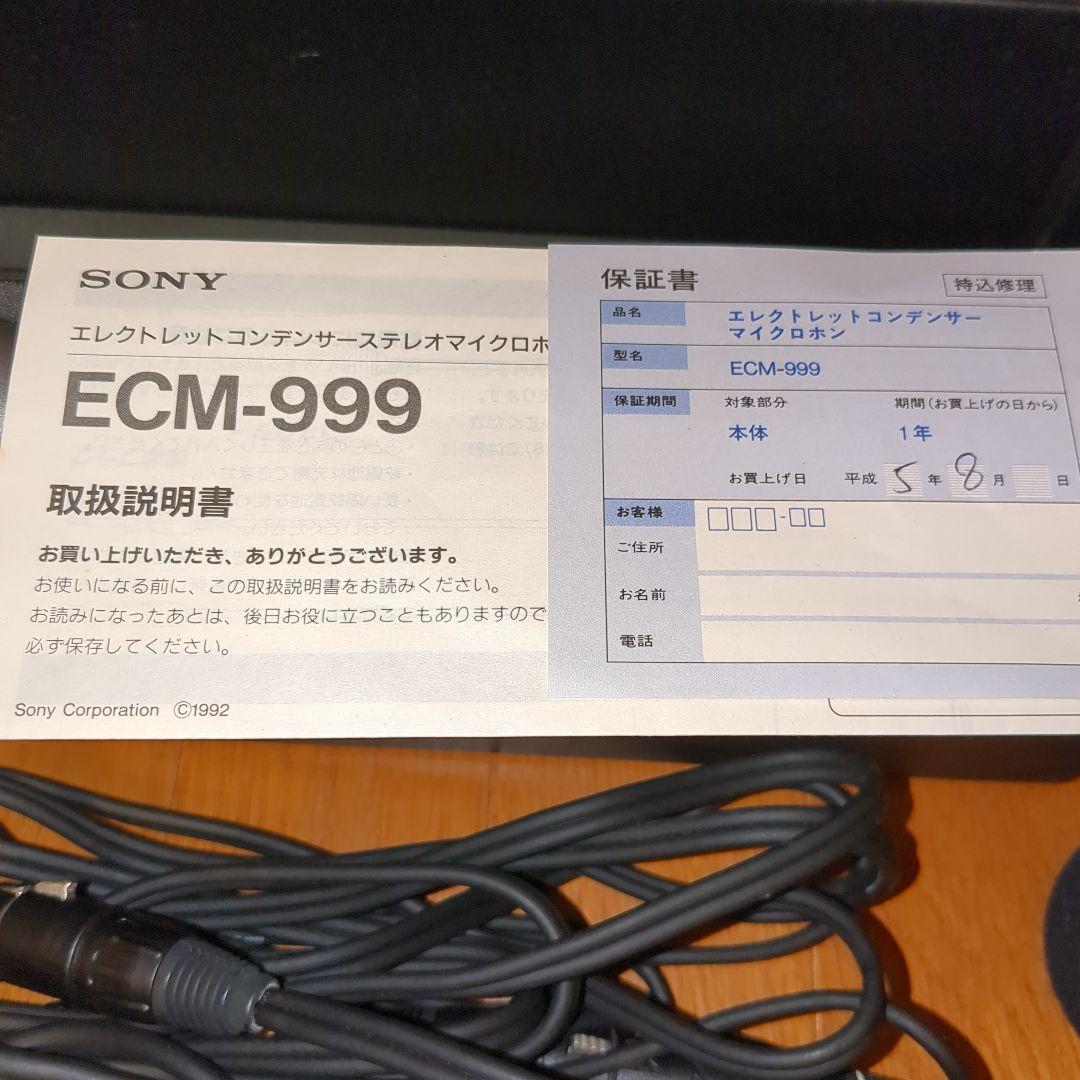 SONY
エレクトレットコンデンサーステレオマイクロホ
ECM-999
取扱説明書
お買い上げいただき、ありがとうございます。
お使いになる前に、この取扱説明書をお読みください。
お読みになったあとは、後日お役に立つこともありますので
必ず保存してください。
Sony Corporation ©1992
保証書
持込修理
品名 エレクトレットコンデンサー
マイクロホン
型名 ECM-999
保証期間 対象部分 期間(お買上げの日から)
本体 1年
お買上げ日 平成 5 年 8 月 日
お客様
ご住所
お名前
電話